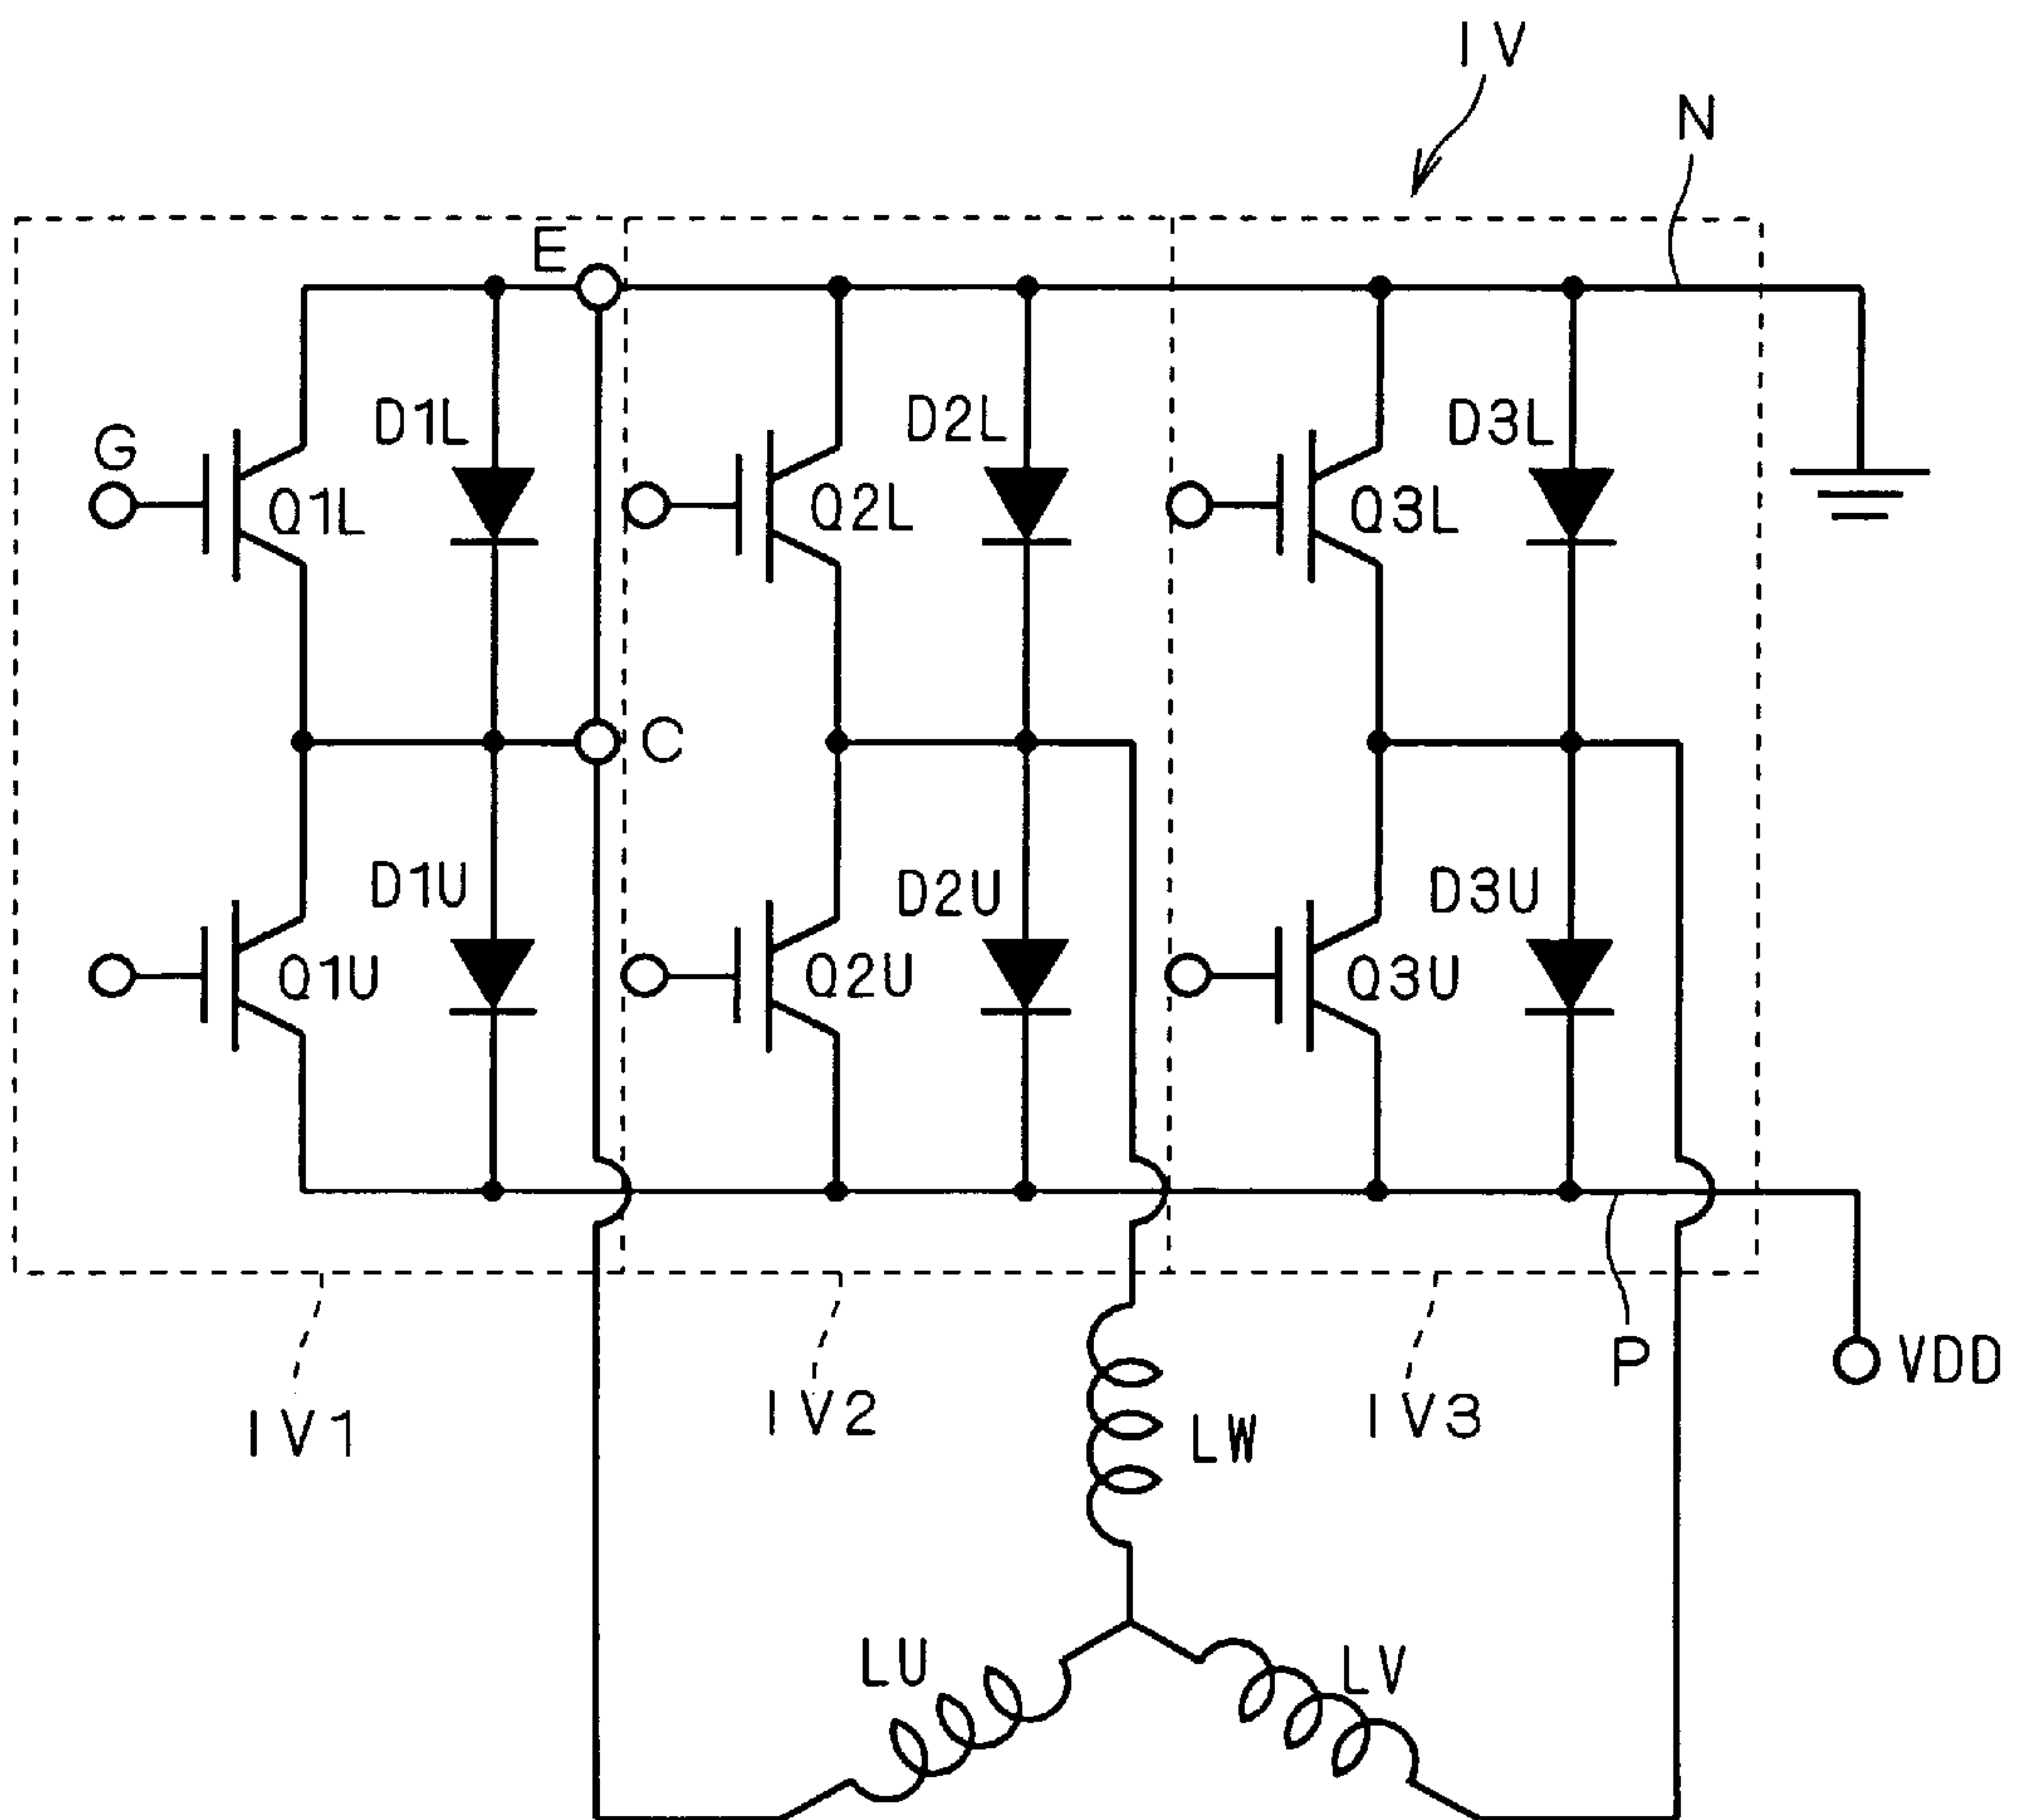 IV
N
E
D1L
D2L
D3L
G
Q1L
Q2L
Q3L
C
D1U
D2U
D3U
Q1U
Q2U
Q3U
P
VDD
IV1
IV2
IV3
LW
LU
LV